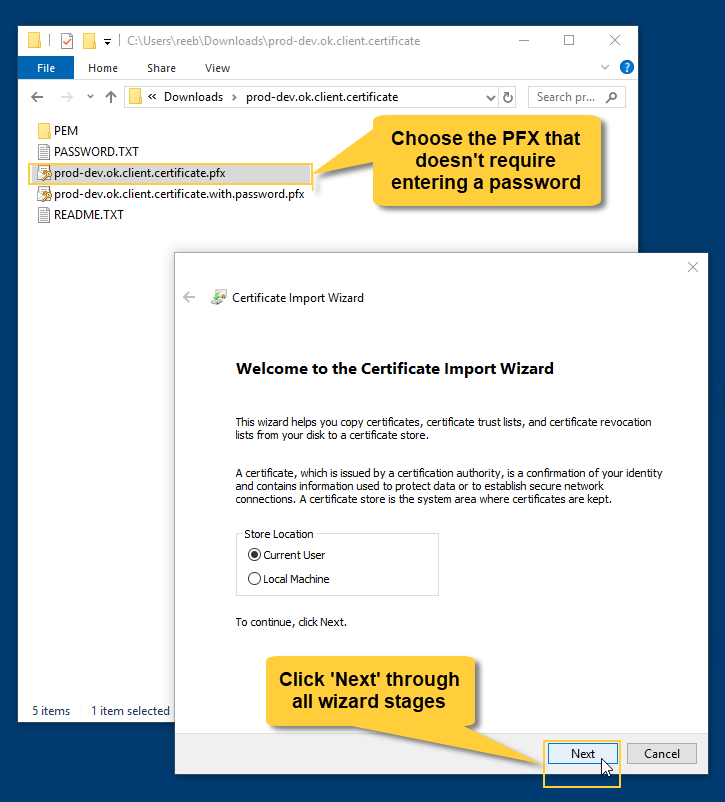 C:\Users\reeb\Downloads\prod-dev.ok.client.certificate
File Home Share View
« Downloads › prod-dev.ok.client.certificate
Search pr...
PEM
PASSWORD.TXT
prod-dev.ok.client.certificate.pfx
prod-dev.ok.client.certificate.with.password.pfx
README.TXT
Choose the PFX that
doesn't require
entering a password
Certificate Import Wizard
Welcome to the Certificate Import Wizard
This wizard helps you copy certificates, certificate trust lists, and certificate revocation
lists from your disk to a certificate store.
A certificate, which is issued by a certification authority, is a confirmation of your identity
and contains information used to protect data or to establish secure network
connections. A certificate store is the system area where certificates are kept.
Store Location
Current User
Local Machine
To continue, click Next.
Click 'Next' through
all wizard stages
5 items 1 item selected
Next Cancel